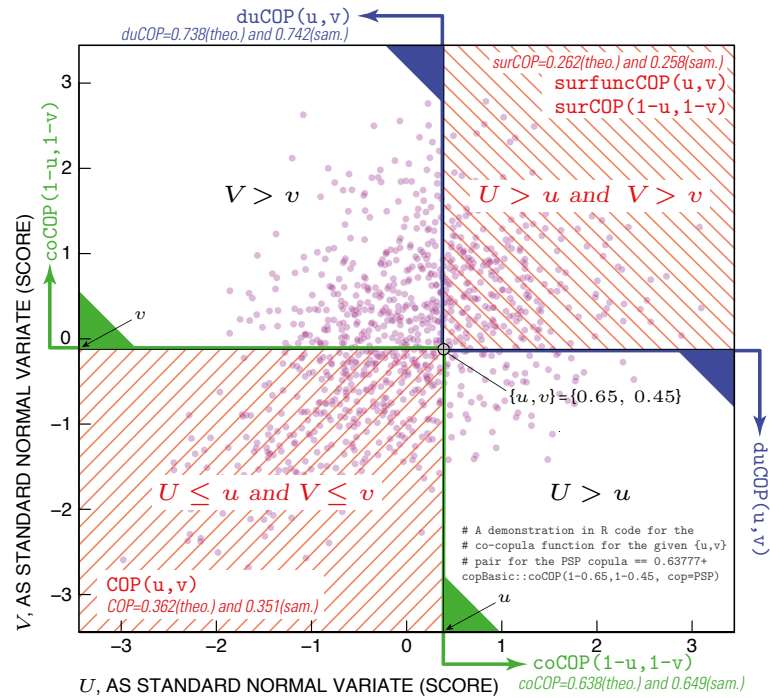 duCOP(u,v)
duCOP=0.738(theo.) and 0.742(sam.)
surCOP=0.262(theo.) and 0.258(sam.)
surfuncCOP(u,v)
surCOP(1-u,1-v)
V > v
U > u and V > v
coCOP(1-u,1-v)
V, AS STANDARD NORMAL VARIATE (SCORE)
3
2
1
0
−1
−2
−3
v
{u,v}={0.65, 0.45}
duCOP(u,v)
U ≤ u and V ≤ v
U > u
# A demonstration in R code for the
# co-copula function for the given {u,v}
# pair for the PSP copula == 0.63777+
copBasic::coCOP(1-0.65,1-0.45, cop=PSP)
COP(u,v)
COP=0.362(theo.) and 0.351(sam.)
u
−3
−2
−1
0
1
2
3
coCOP(1-u,1-v)
coCOP=0.638(theo.) and 0.649(sam.)
U, AS STANDARD NORMAL VARIATE (SCORE)